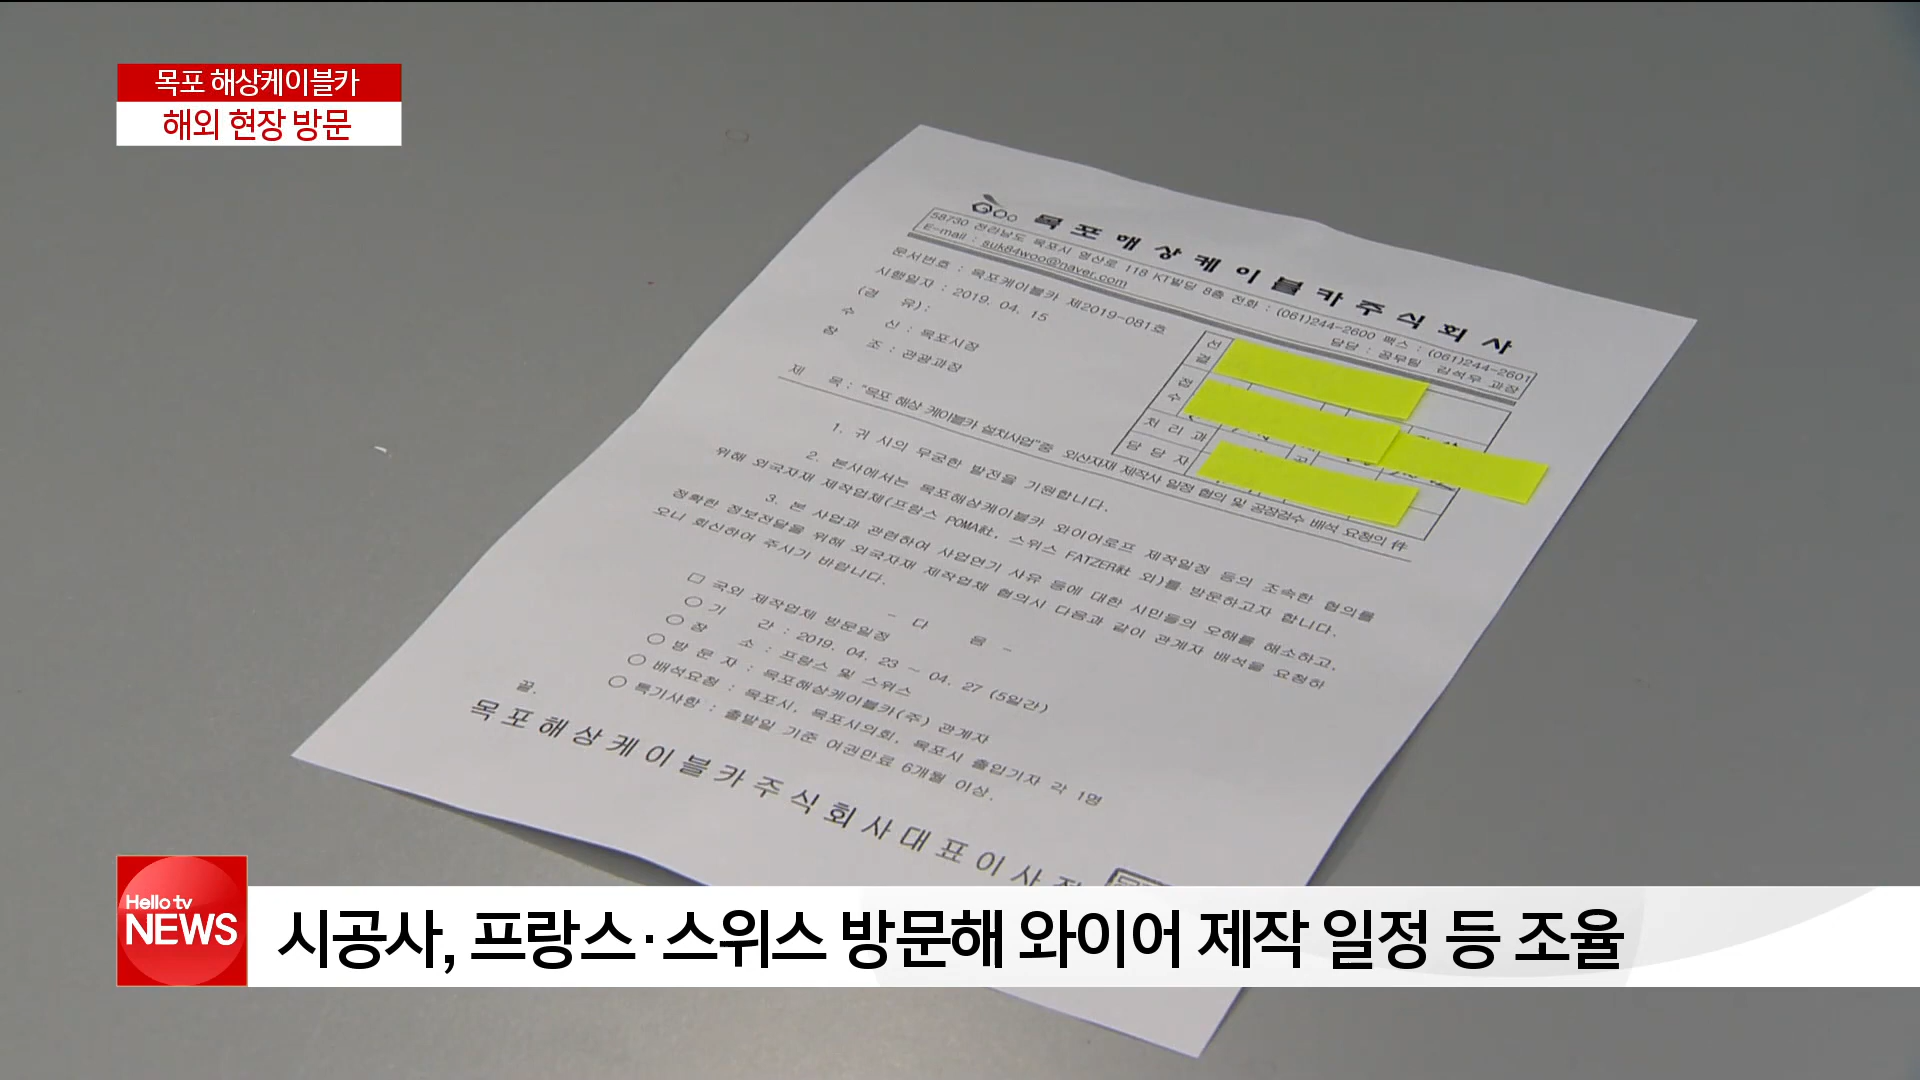 목포 해상케이블카
해외 현장 방문
목포해상케이블카주식회사
58730 전라남도 목포시 영산로 118 KT빌딩 8층 전화 : (061)244-2600 팩스 : (061)244-2601
E-mail : suk84woo@naver.com
담당 : 공무팀 김석우 과장
문서번호 : 목포케이블카 제2019-081호
시행일자 : 2019. 04. 15
(경 유) :
수 신 : 목포시장
참 조 : 관광과장
선결
접수
처리과
담당자
제 목 : "목포 해상 케이블카 설치사업"중 외산자재 제작사 일정 협의 및 공장검수 배석 요청의 件
1. 귀 시의 무궁한 발전을 기원합니다.
2. 본사에서는 목포해상케이블카 와이어로프 제작일정 등의 조속한 협의를
위해 외국자재 제작업체(프랑스 POMA社, 스위스 FATZER社 외)를 방문하고자 합니다.
3. 본 사업과 관련하여 사업연기 사유 등에 대한 시민들의 오해를 해소하고,
정확한 정보전달을 위해 외국자재 제작업체 협의시 다음과 같이 관계자 배석을 요청하
오니 회신하여 주시기 바랍니다.
- 다 음 -
□ 국외 제작업체 방문일정
○ 기 간 : 2019. 04. 23 ~ 04. 27 (5일간)
○ 장 소 : 프랑스 및 스위스
○ 방 문 자 : 목포해상케이블카(주) 관계자
○ 배석요청 : 목포시, 목포시의회, 목포시 출입기자 각 1명
○ 특기사항 : 출발일 기준 여권만료 6개월 이상.
끝.
목포해상케이블카주식회사대표이사
Hello tv
NEWS
시공사, 프랑스·스위스 방문해 와이어 제작 일정 등 조율